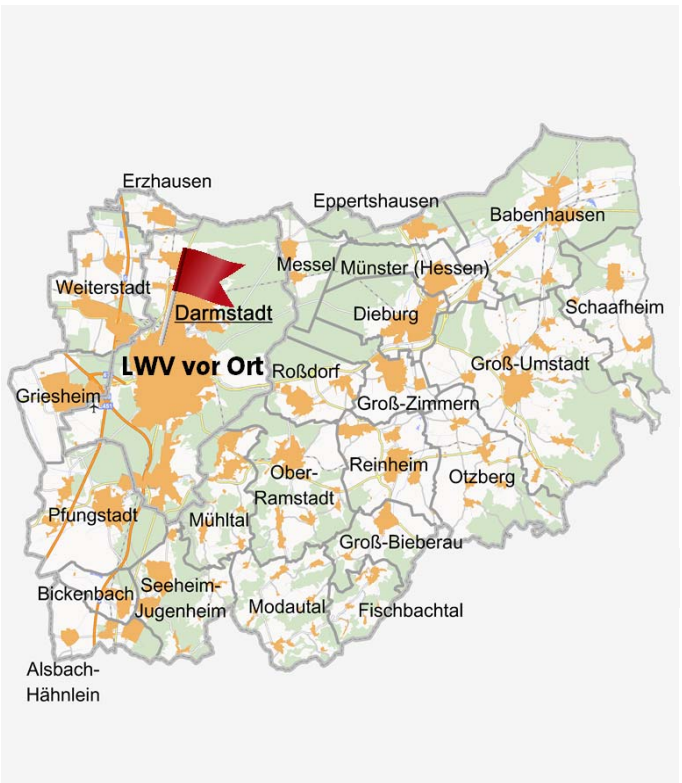 Erzhausen
Eppertshausen
Babenhausen
Messel
Münster (Hessen)
Weiterstadt
Schaafheim
Darmstadt
Dieburg
LWV vor Ort
Roßdorf
Groß-Umstadt
Griesheim
Groß-Zimmern
Ober-
Ramstadt
Reinheim
Otzberg
Pfungstadt
Mühltal
Groß-Bieberau
Bickenbach
Seeheim-
Jugenheim
Modautal
Fischbachtal
Alsbach-
Hähnlein